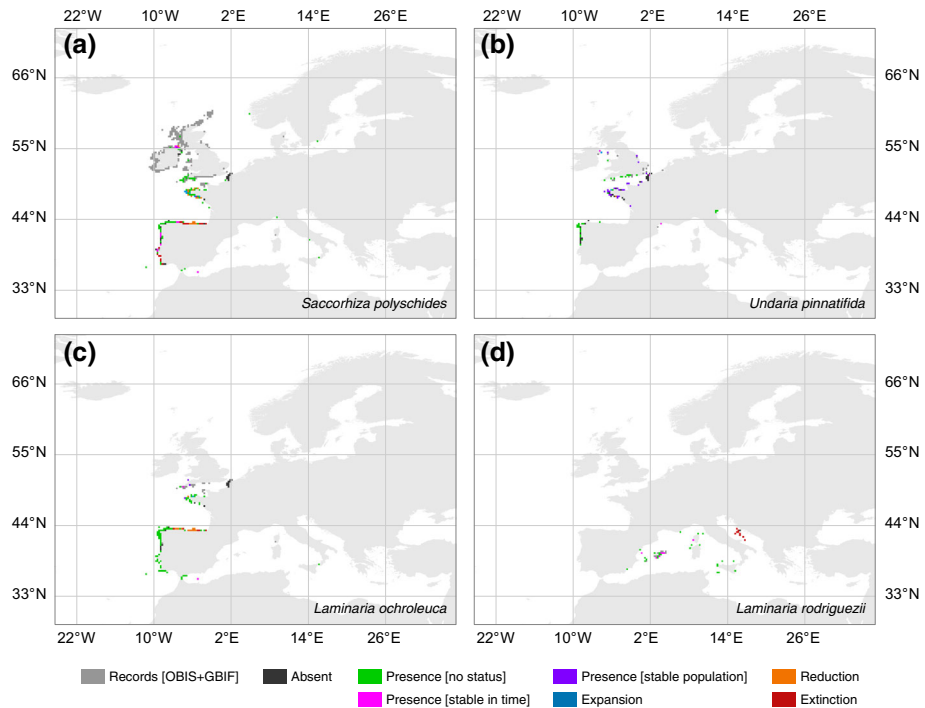 22°W 10°W 2°E 14°E 26°E 22°W 10°W 2°E 14°E 26°E
(a)
(b)
66°N 66°N
55°N 55°N
44°N 44°N
33°N 33°N
Saccorhiza polyschides
Undaria pinnatifida
(c)
(d)
66°N 66°N
55°N 55°N
44°N 44°N
33°N 33°N
Laminaria ochroleuca
Laminaria rodriguezii
22°W 10°W 2°E 14°E 26°E 22°W 10°W 2°E 14°E 26°E
Records [OBIS+GBIF] Absent Presence [no status] Presence [stable population] Reduction
Presence [stable in time] Expansion Extinction